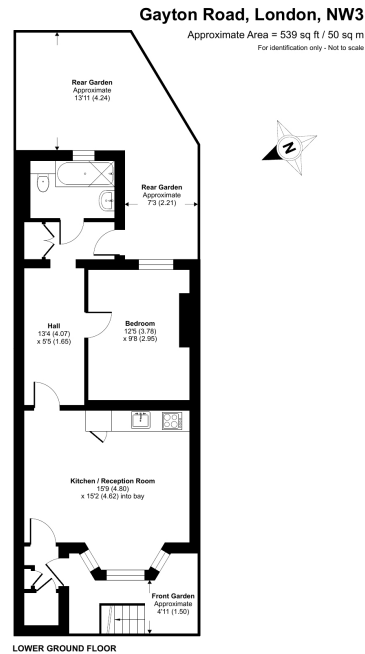 Gayton Road, London, NW3
Approximate Area = 539 sq ft / 50 sq m
For identification only - Not to scale
Rear Garden
Approximate
13'11 (4.24)
N
Rear Garden
Approximate
7'3 (2.21)
Hall
13'4 (4.07)
x 5'5 (1.65)
Bedroom
12'5 (3.78)
x 9'8 (2.95)
Kitchen / Reception Room
15'9 (4.80)
x 15'2 (4.62) into bay
Front Garden
Approximate
4'11 (1.50)
LOWER GROUND FLOOR